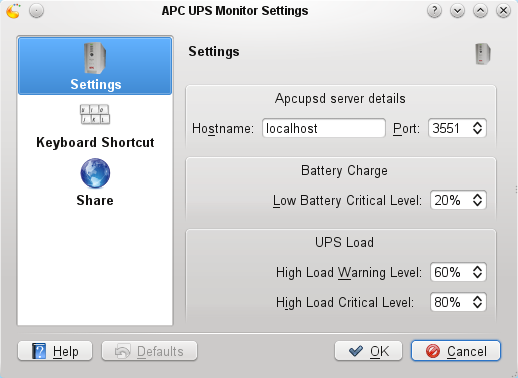 APC UPS Monitor Settings
Settings
Keyboard Shortcut
Share
Settings
Apcupsd server details
Hostname: localhost Port: 3551
Battery Charge
Low Battery Critical Level: 20%
UPS Load
High Load Warning Level: 60%
High Load Critical Level: 80%
Help Defaults OK Cancel